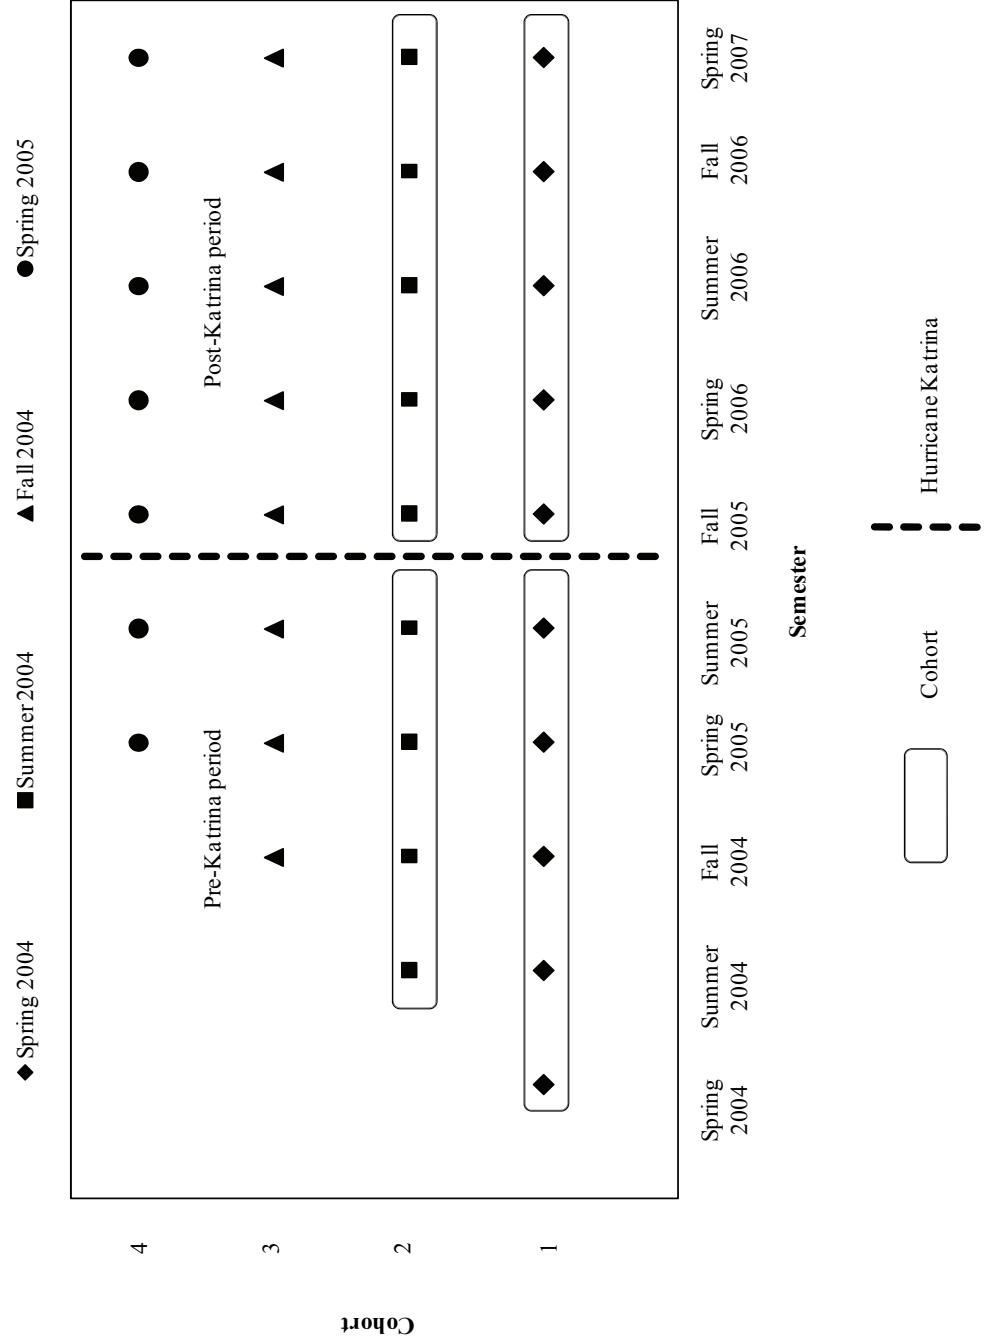 Spring 2004 Summer 2004 Fall 2004 Spring 2005
Cohort
4
3
2
1
Pre-Katrina period Post-Katrina period
Spring Summer Fall Spring Summer Fall Spring Summer Fall Spring
2004 2004 2004 2005 2005 2005 2006 2006 2006 2007
Semester
Cohort Hurricane Katrina